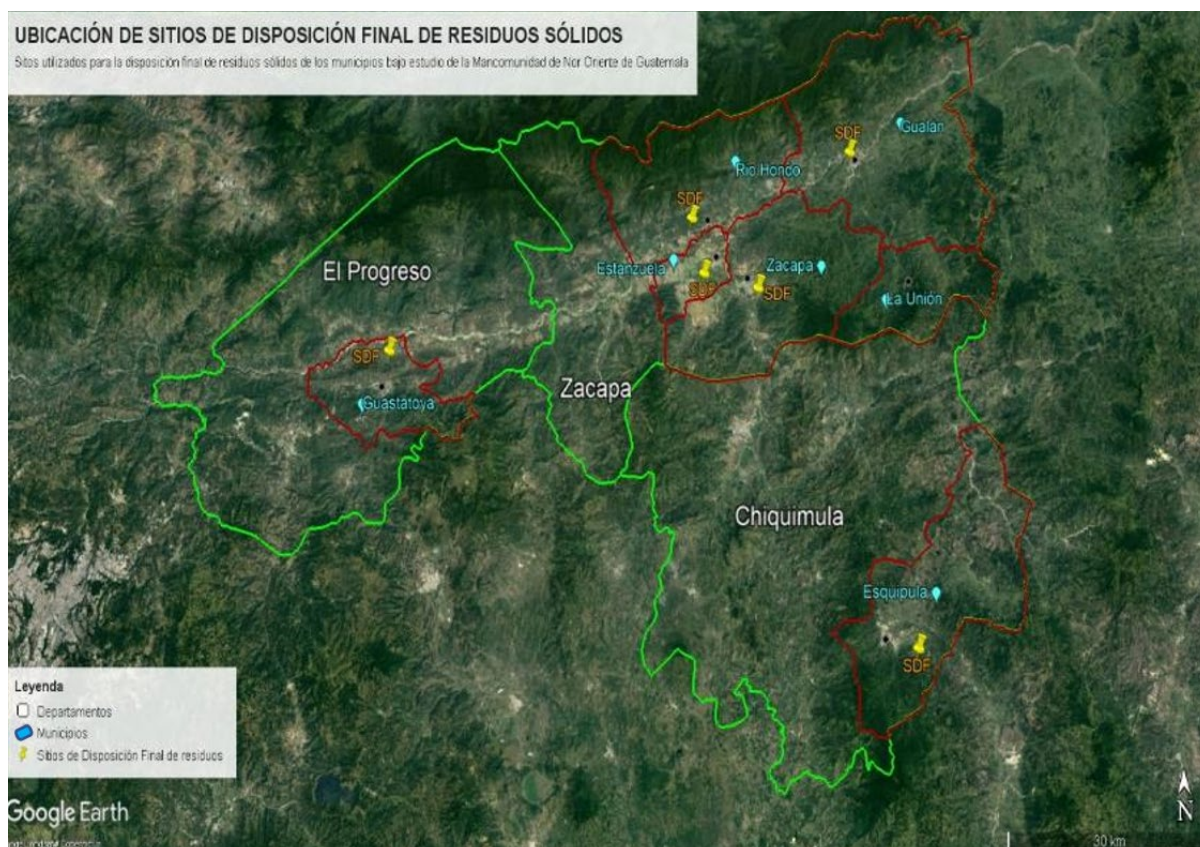 UBICACIÓN DE SITIOS DE DISPOSICIÓN FINAL DE RESIDUOS SÓLIDOS
Sitos utilizados para la disposición final de residuos sólidos de los municipios bajo estudio de la Mancomunidad de Nor Oriente de Guatemala
Gualán
SDF
Rio Hondo
SDF
Estanzuela
Zacapa
El Progreso
SDF
SDF
La Unión
SDF
Zacapa
Guastatoya
Chiquimula
Esquipula
SDF
Leyenda
Departamentos
Municipios
Sitios de Disposición Final de residuos
Google Earth
N
30 km